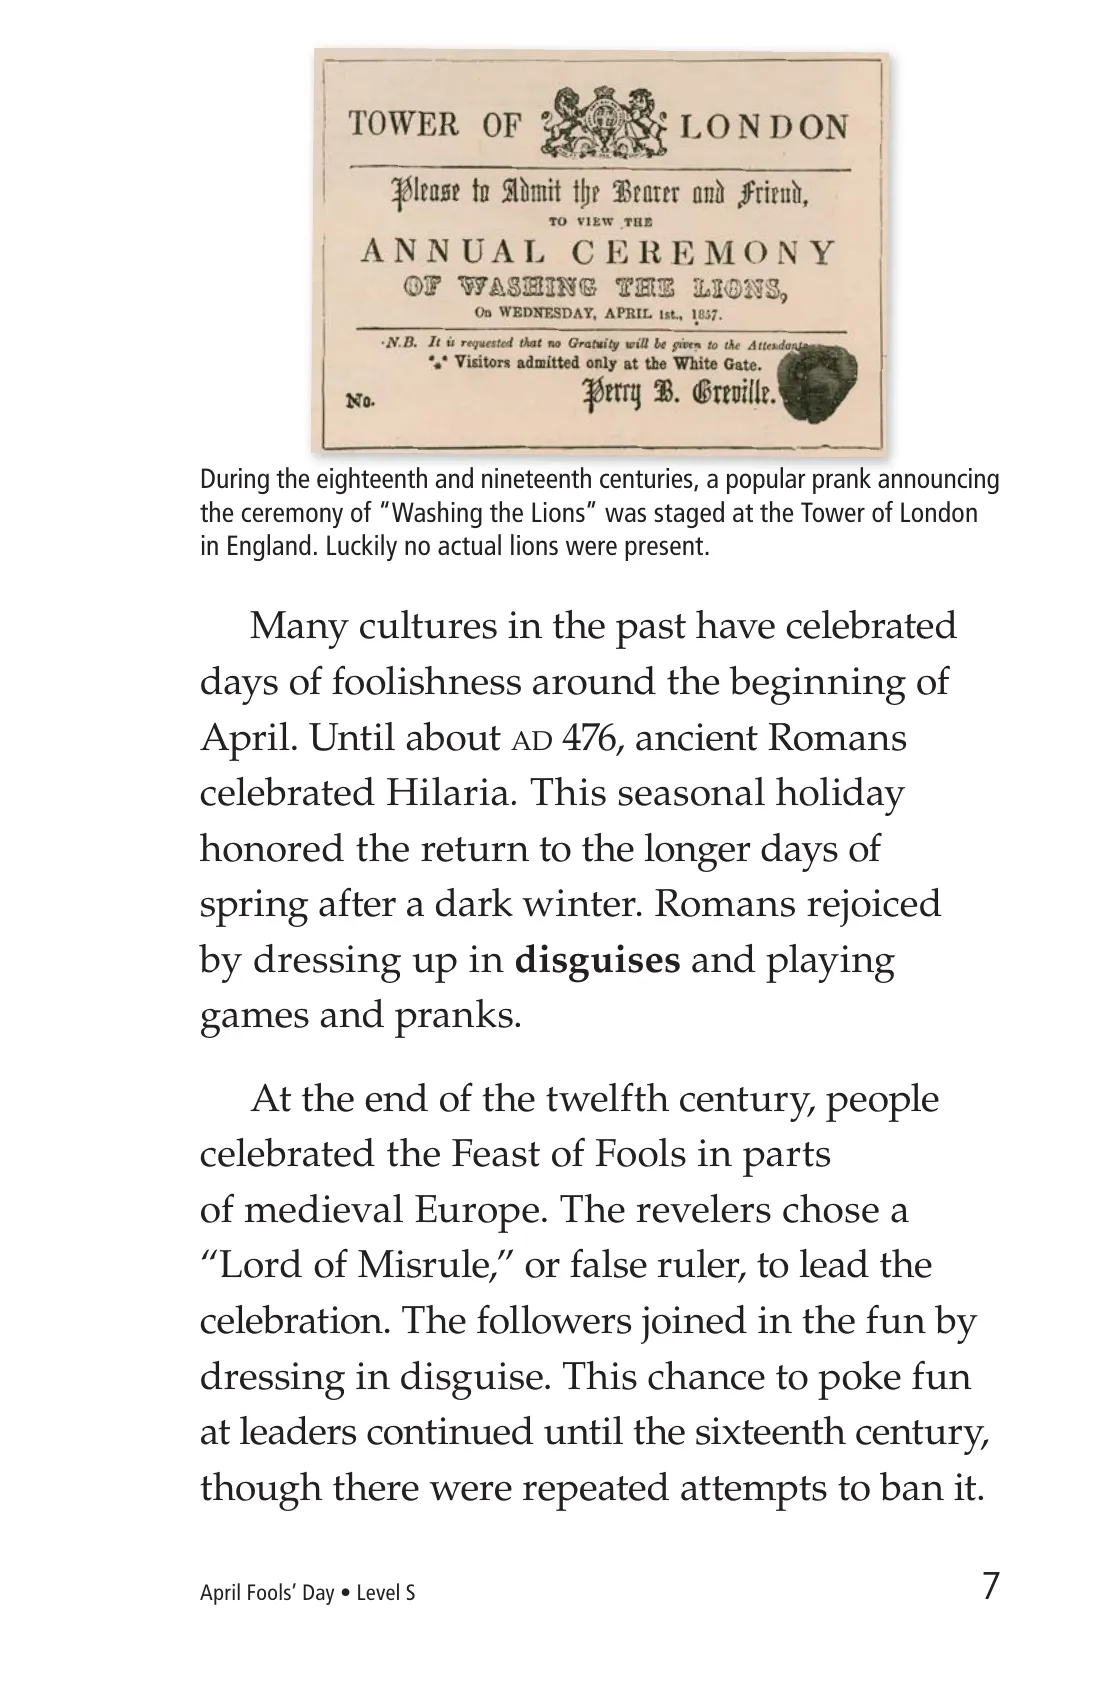 TOWER OF LONDON
Please to Admit the Bearer and Friend,
TO VIEW THE
ANNUAL CEREMONY
OF WASHING THE LIONS,
On WEDNESDAY, APRIL 1st., 1857.
N.B. It is requested that no Gratuity will be given to the Attendants
*⁎* Visitors admitted only at the White Gate.
No. Perry B. Greville.
During the eighteenth and nineteenth centuries, a popular prank announcing
the ceremony of “Washing the Lions” was staged at the Tower of London
in England. Luckily no actual lions were present.
Many cultures in the past have celebrated
days of foolishness around the beginning of
April. Until about AD 476, ancient Romans
celebrated Hilaria. This seasonal holiday
honored the return to the longer days of
spring after a dark winter. Romans rejoiced
by dressing up in disguises and playing
games and pranks.
At the end of the twelfth century, people
celebrated the Feast of Fools in parts
of medieval Europe. The revelers chose a
“Lord of Misrule,” or false ruler, to lead the
celebration. The followers joined in the fun by
dressing in disguise. This chance to poke fun
at leaders continued until the sixteenth century,
though there were repeated attempts to ban it.
April Fools’ Day • Level S 7